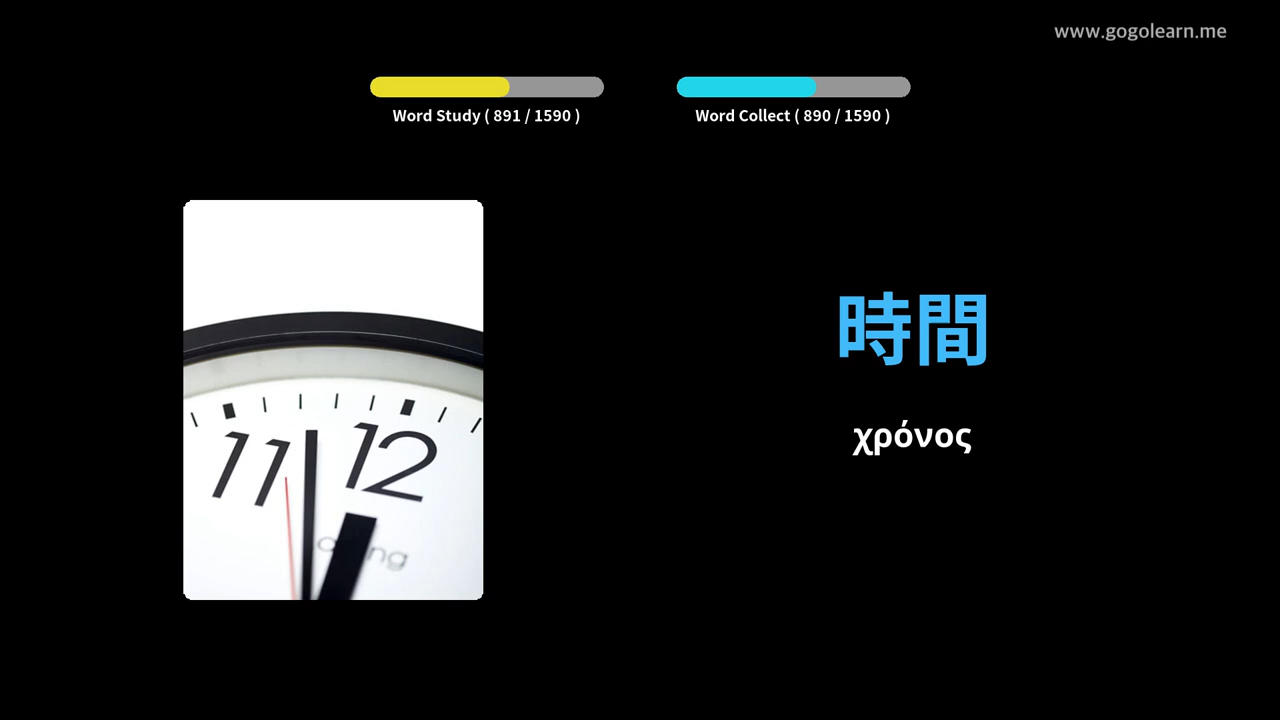 www.gogolearn.me
Word Study ( 891 / 1590 )
Word Collect ( 890 / 1590 )
時間
χρόνος
11
12